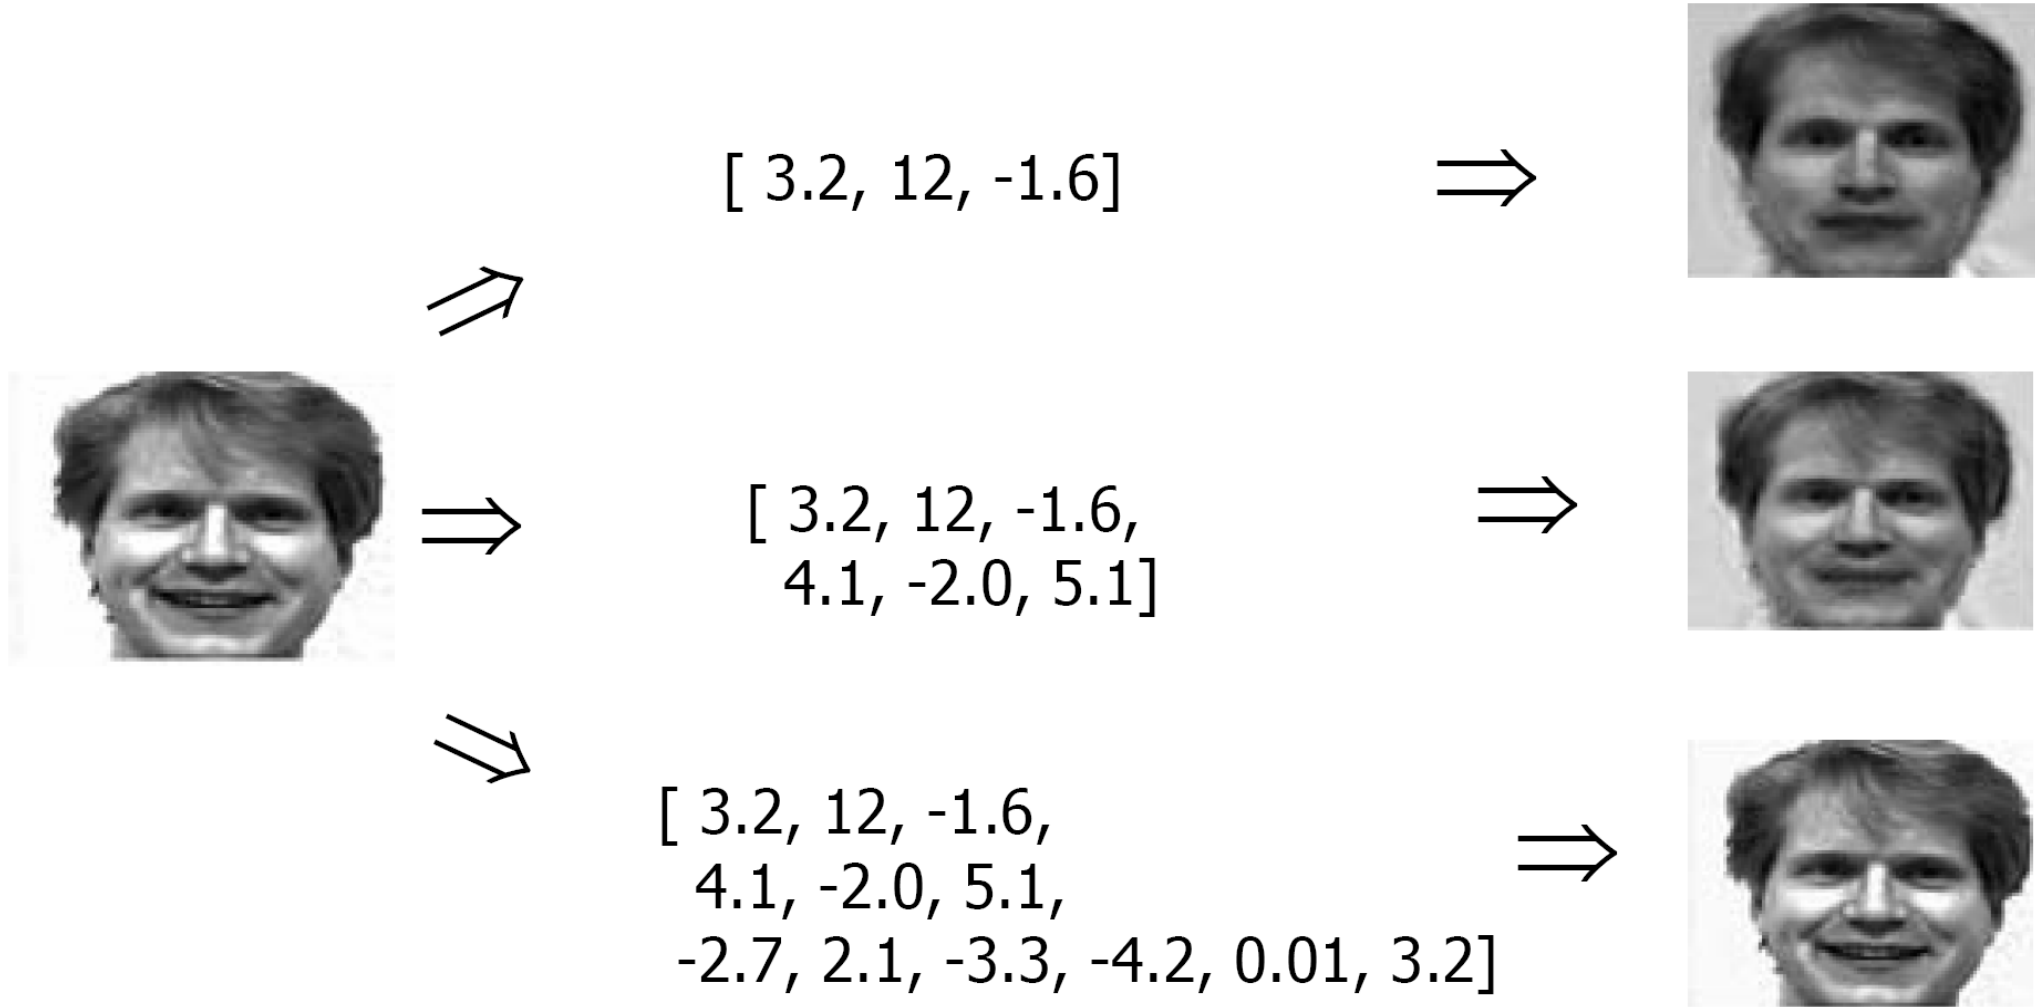 [ 3.2, 12, -1.6]
[ 3.2, 12, -1.6,
4.1, -2.0, 5.1]
[ 3.2, 12, -1.6,
4.1, -2.0, 5.1,
-2.7, 2.1, -3.3, -4.2, 0.01, 3.2]